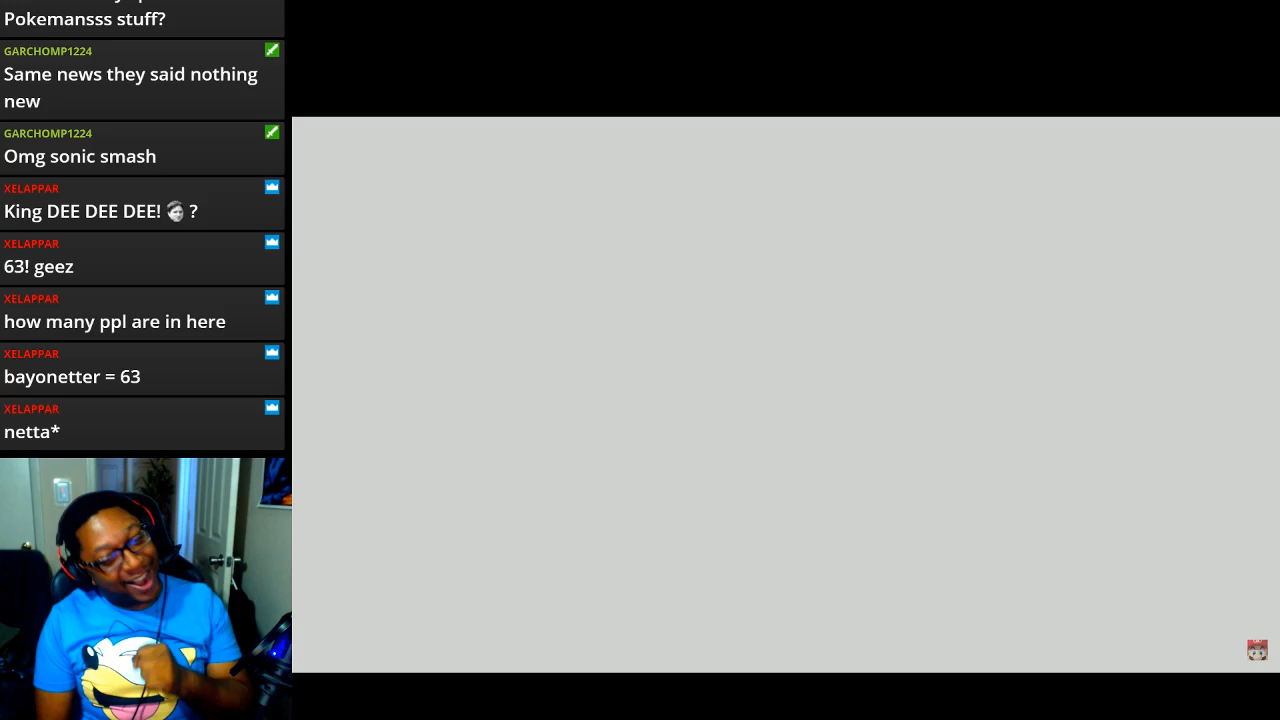 Pokemansss stuff?
GARCHOMP1224
Same news they said nothing
new
GARCHOMP1224
Omg sonic smash
XELAPPAR
King DEE DEE DEE! ?
XELAPPAR
63! geez
XELAPPAR
how many ppl are in here
XELAPPAR
bayonetter = 63
XELAPPAR
netta*